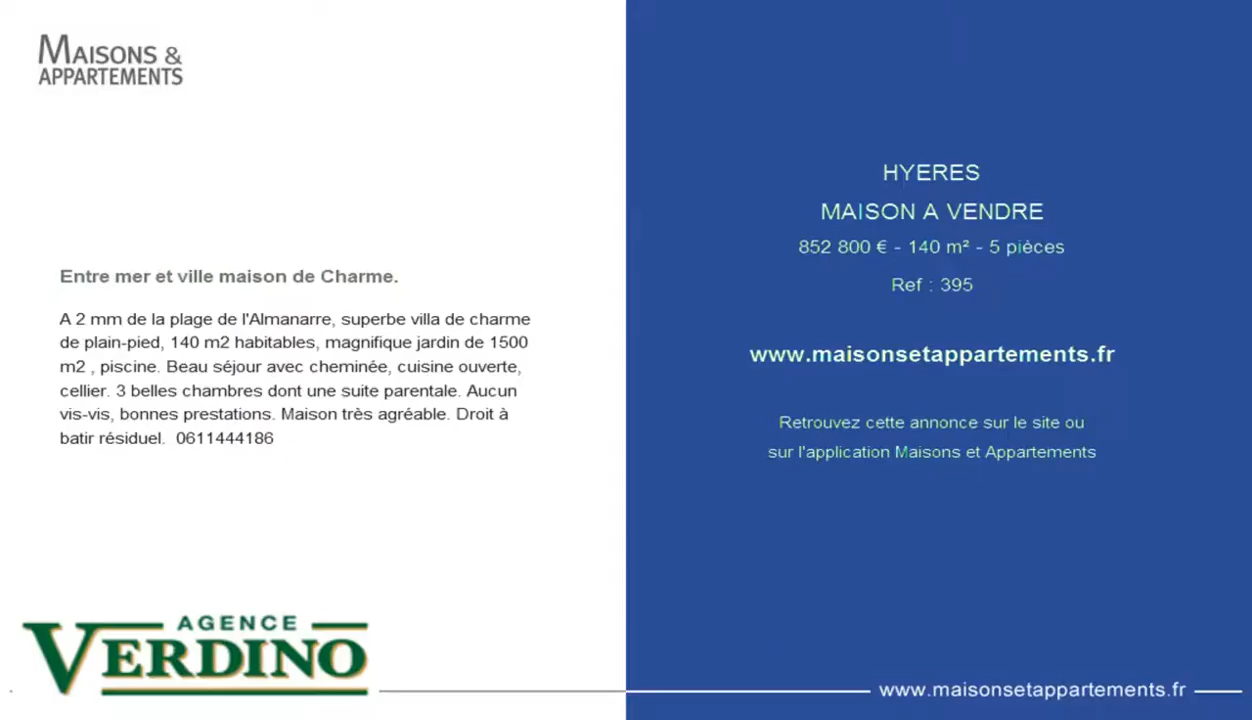 MAISONS &
APPARTEMENTS
Entre mer et ville maison de Charme.
A 2 mm de la plage de l'Almanarre, superbe villa de charme
de plain-pied, 140 m2 habitables, magnifique jardin de 1500
m2 , piscine. Beau séjour avec cheminée, cuisine ouverte,
cellier. 3 belles chambres dont une suite parentale. Aucun
vis-vis, bonnes prestations. Maison très agréable. Droit à
batir résiduel.  0611444186
AGENCE
VERDINO
HYERES
MAISON A VENDRE
852 800 € - 140 m² - 5 pièces
Ref : 395
www.maisonsetappartements.fr
Retrouvez cette annonce sur le site ou
sur l'application Maisons et Appartements
www.maisonsetappartements.fr